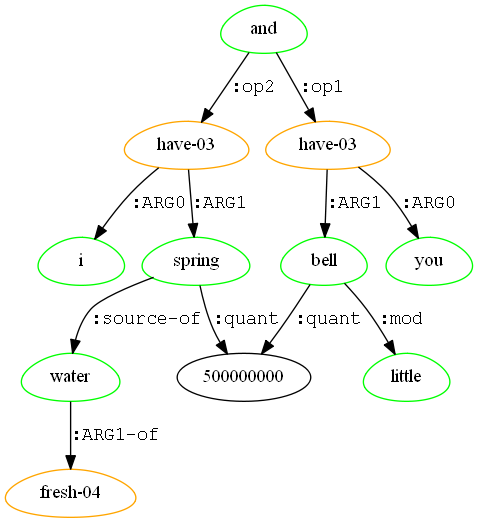 and
:op2
:op1
have-03
have-03
:ARG0
:ARG1
:ARG1
:ARG0
i
spring
bell
you
:source-of
:quant
:quant
:mod
water
500000000
little
:ARG1-of
fresh-04